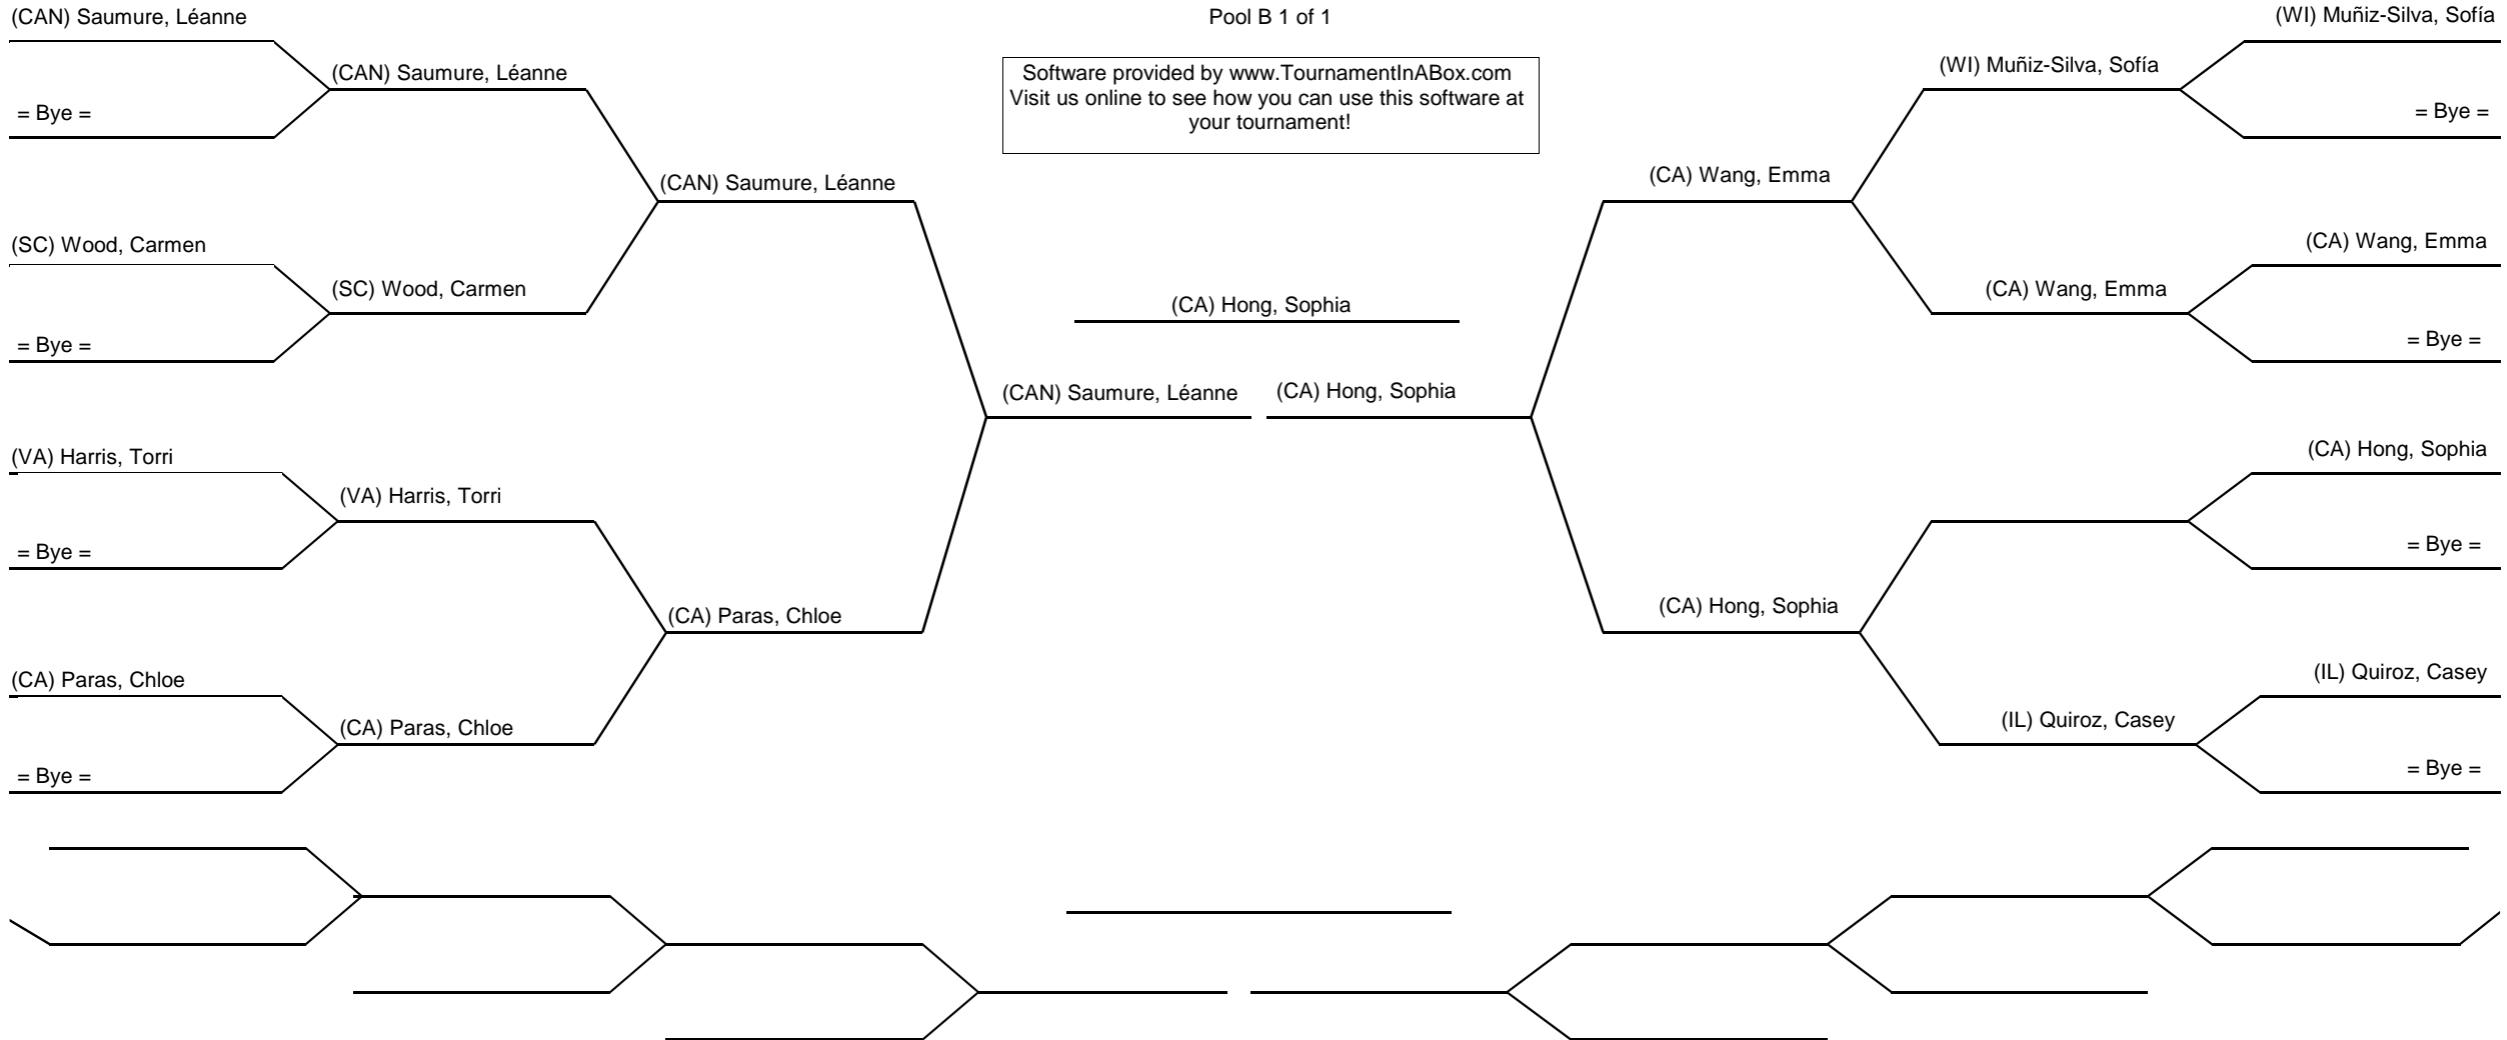 (CAN) Saumure, Léanne
Pool B 1 of 1
(WI) Muñiz-Silva, Sofía
(CAN) Saumure, Léanne
Software provided by www.TournamentInABox.com
Visit us online to see how you can use this software at
your tournament!
(WI) Muñiz-Silva, Sofía
= Bye =
= Bye =
(CAN) Saumure, Léanne
(CA) Wang, Emma
(SC) Wood, Carmen
(CA) Wang, Emma
(SC) Wood, Carmen
(CA) Hong, Sophia
(CA) Wang, Emma
= Bye =
= Bye =
(CAN) Saumure, Léanne
(CA) Hong, Sophia
(VA) Harris, Torri
(CA) Hong, Sophia
(VA) Harris, Torri
= Bye =
= Bye =
(CA) Paras, Chloe
(CA) Hong, Sophia
(CA) Paras, Chloe
(IL) Quiroz, Casey
(CA) Paras, Chloe
(IL) Quiroz, Casey
= Bye =
= Bye =